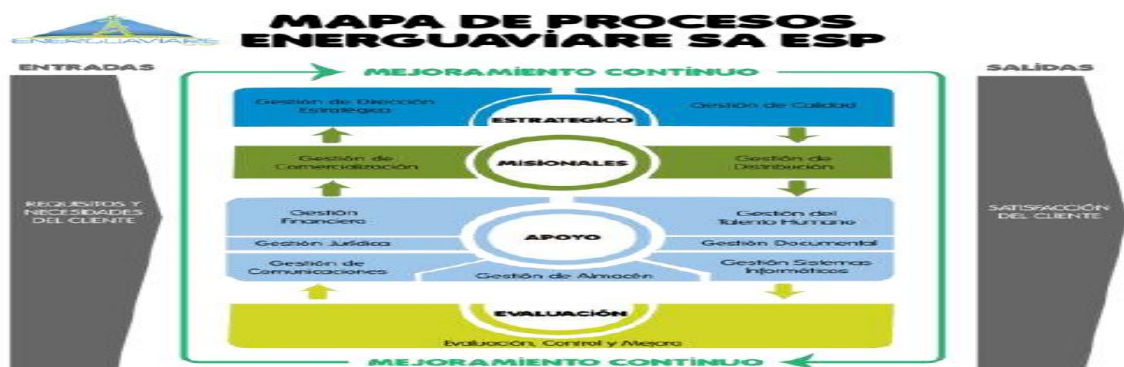 MAPA DE PROCESOS
ENERGUAVIARE SA ESP
ENERGUAVIARE
ENTRADAS
SALIDAS
MEJORAMIENTO CONTINUO
Gestión de Dirección
Estratégica
ESTRATEGICO
Gestión de Calidad
Gestión de
Comercialización
MISIONALES
Gestión de
Distribución
REQUISITOS Y
NECESIDADES
DEL CLIENTE
SATISFACCIÓN
DEL CLIENTE
Gestión
Financiera
APOYO
Gestión del
Talento Humano
Gestión Jurídica
Gestión Documental
Gestión de
Comunicaciones
Gestión de Almacén
Gestión Sistemas
Informáticos
EVALUACIÓN
Evaluación, Control y Mejora
MEJORAMIENTO CONTINUO